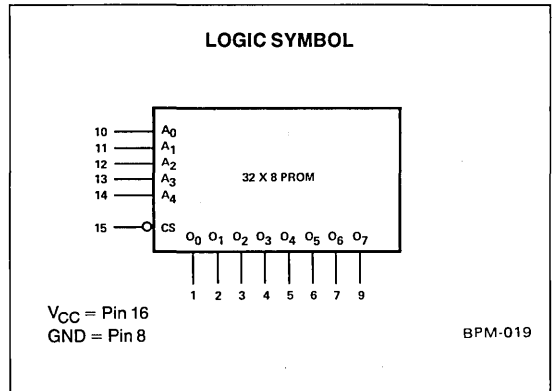 LOGIC SYMBOL
10 A0
11 A1
12 A2
13 A3
14 A4
32 X 8 PROM
15 CS
O0 O1 O2 O3 O4 O5 O6 O7
1 2 3 4 5 6 7 9
VCC = Pin 16
GND = Pin 8
BPM-019